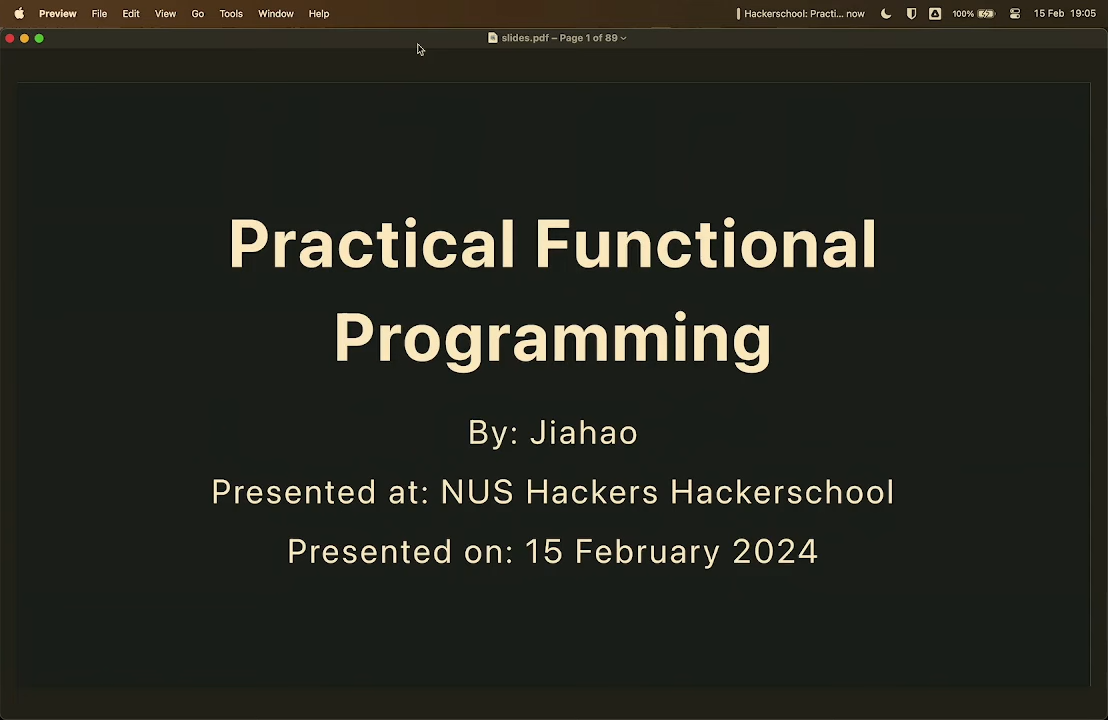 Preview File Edit View Go Tools Window Help Hackerschool: Practi... now 100% 15 Feb 19:05
slides.pdf – Page 1 of 89
Practical Functional
Programming
By: Jiahao
Presented at: NUS Hackers Hackerschool
Presented on: 15 February 2024